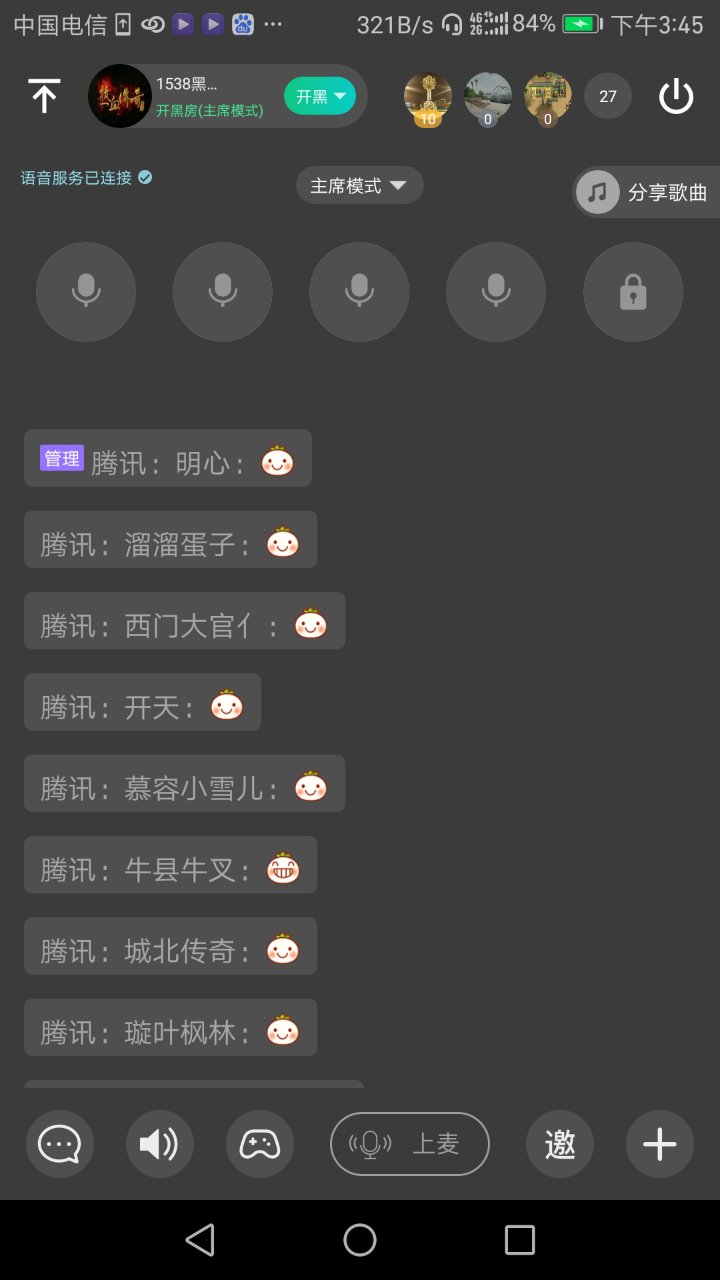 中国电信 321B/s 4G 2G 84% 下午3:45
1538黑...
开黑房(主席模式)
开黑
10 0 0 27
语音服务已连接 主席模式 分享歌曲
管理 腾讯：明心：
腾讯：溜溜蛋子：
腾讯：西门大官亻：
腾讯：开天：
腾讯：慕容小雪儿：
腾讯：牛县牛叉：
腾讯：城北传奇：
腾讯：璇叶枫林：
上麦 邀